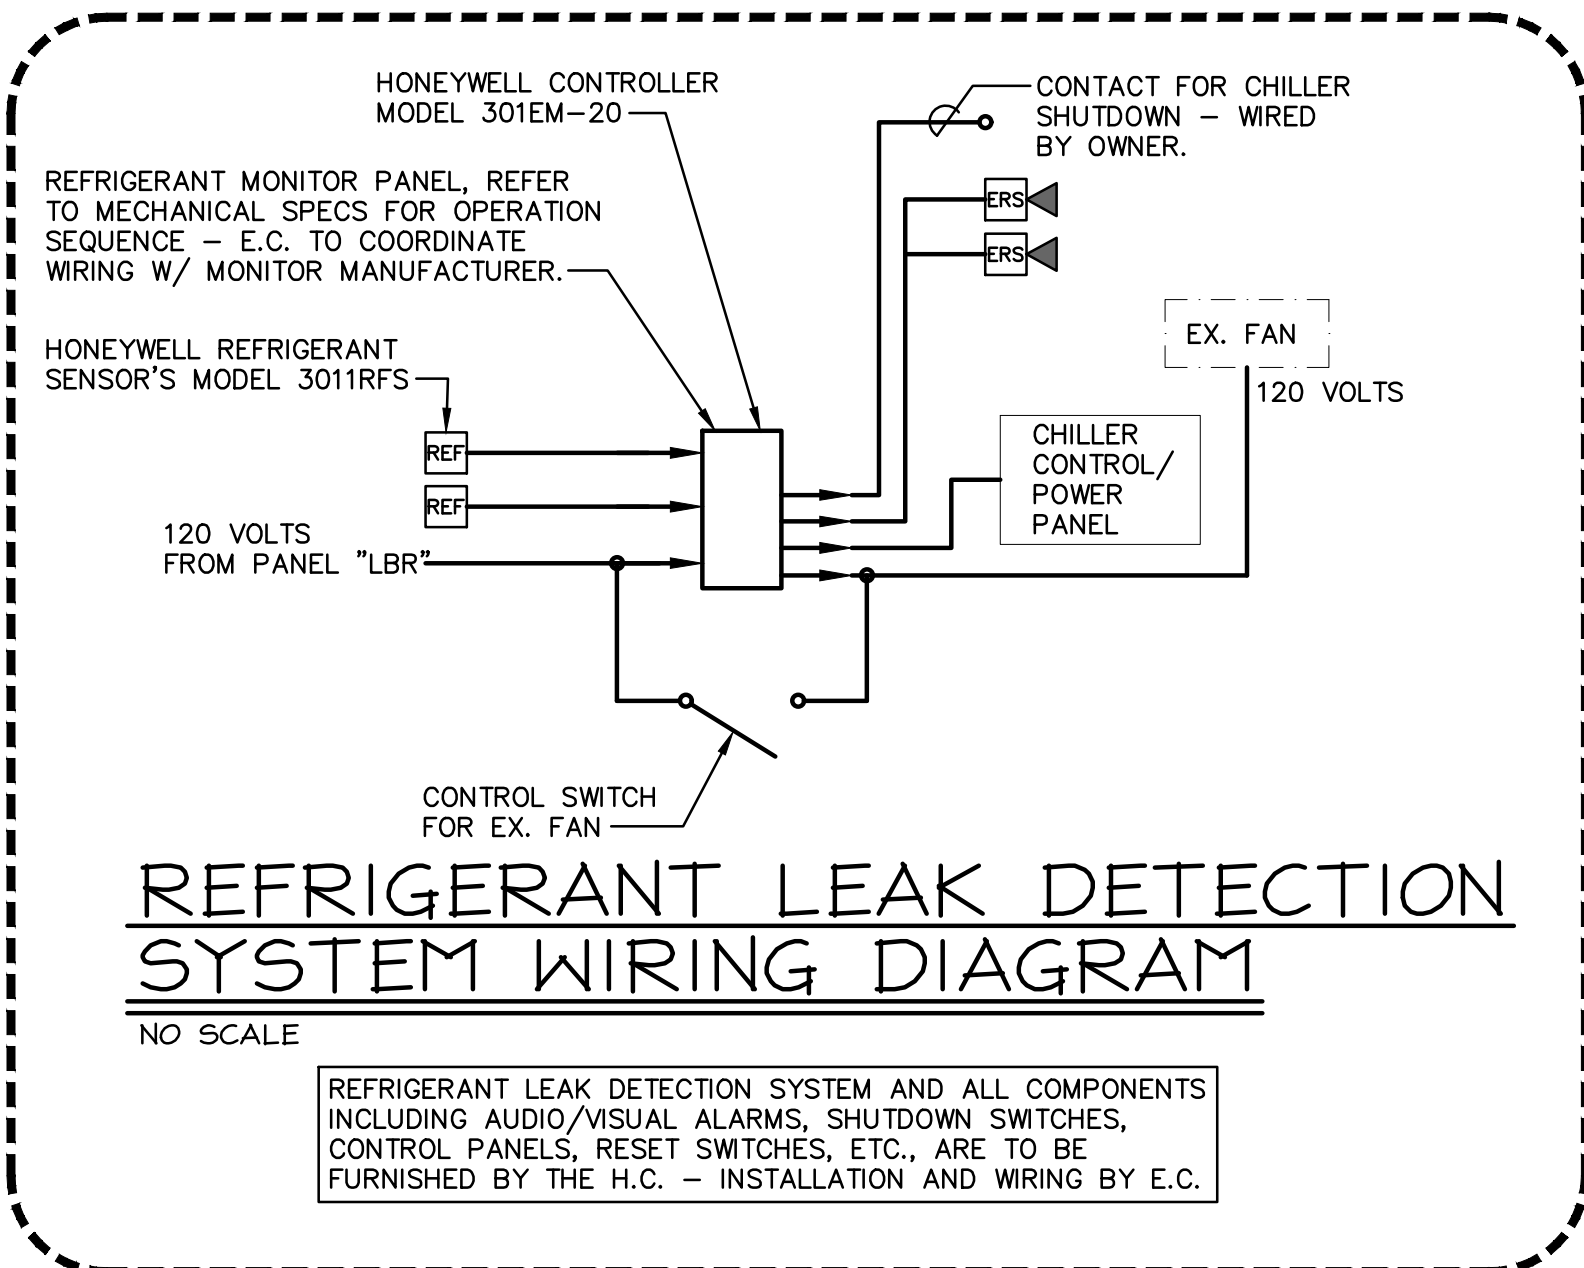 HONEYWELL CONTROLLER
MODEL 301EM-20
CONTACT FOR CHILLER
SHUTDOWN - WIRED
BY OWNER.
REFRIGERANT MONITOR PANEL, REFER
TO MECHANICAL SPECS FOR OPERATION
SEQUENCE - E.C. TO COORDINATE
WIRING W/ MONITOR MANUFACTURER.
ERS
ERS
EX. FAN
120 VOLTS
HONEYWELL REFRIGERANT
SENSOR'S MODEL 3011RFS
REF
REF
CHILLER
CONTROL/
POWER
PANEL
120 VOLTS
FROM PANEL "LBR"
CONTROL SWITCH
FOR EX. FAN
REFRIGERANT LEAK DETECTION
SYSTEM WIRING DIAGRAM
NO SCALE
REFRIGERANT LEAK DETECTION SYSTEM AND ALL COMPONENTS
INCLUDING AUDIO/VISUAL ALARMS, SHUTDOWN SWITCHES,
CONTROL PANELS, RESET SWITCHES, ETC., ARE TO BE
FURNISHED BY THE H.C. - INSTALLATION AND WIRING BY E.C.